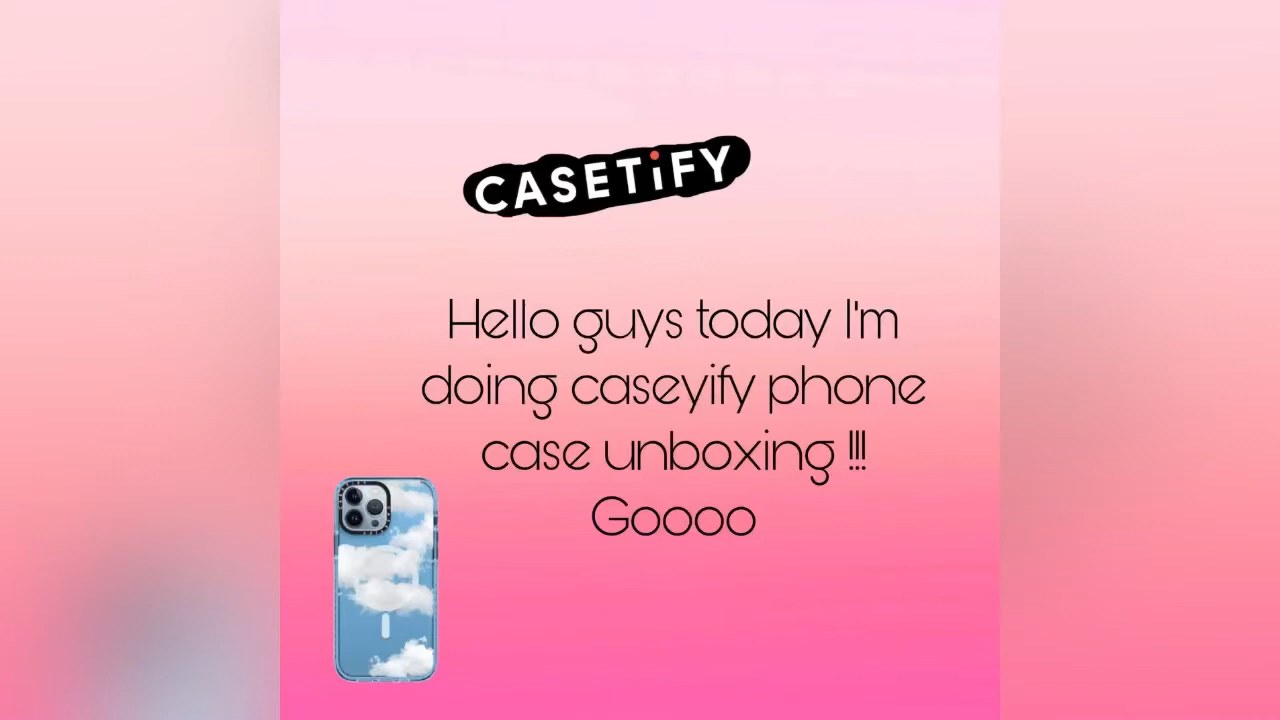 CASETiFY
Hello guys today I'm
doing caseyify phone
case unboxing !!!
Goooo